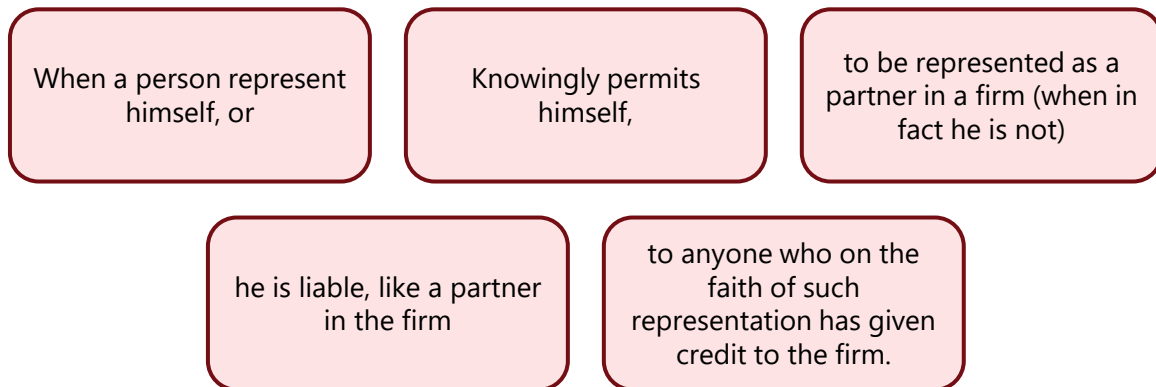 When a person represent
himself, or
Knowingly permits
himself,
to be represented as a
partner in a firm (when in
fact he is not)
he is liable, like a partner
in the firm
to anyone who on the
faith of such
representation has given
credit to the firm.